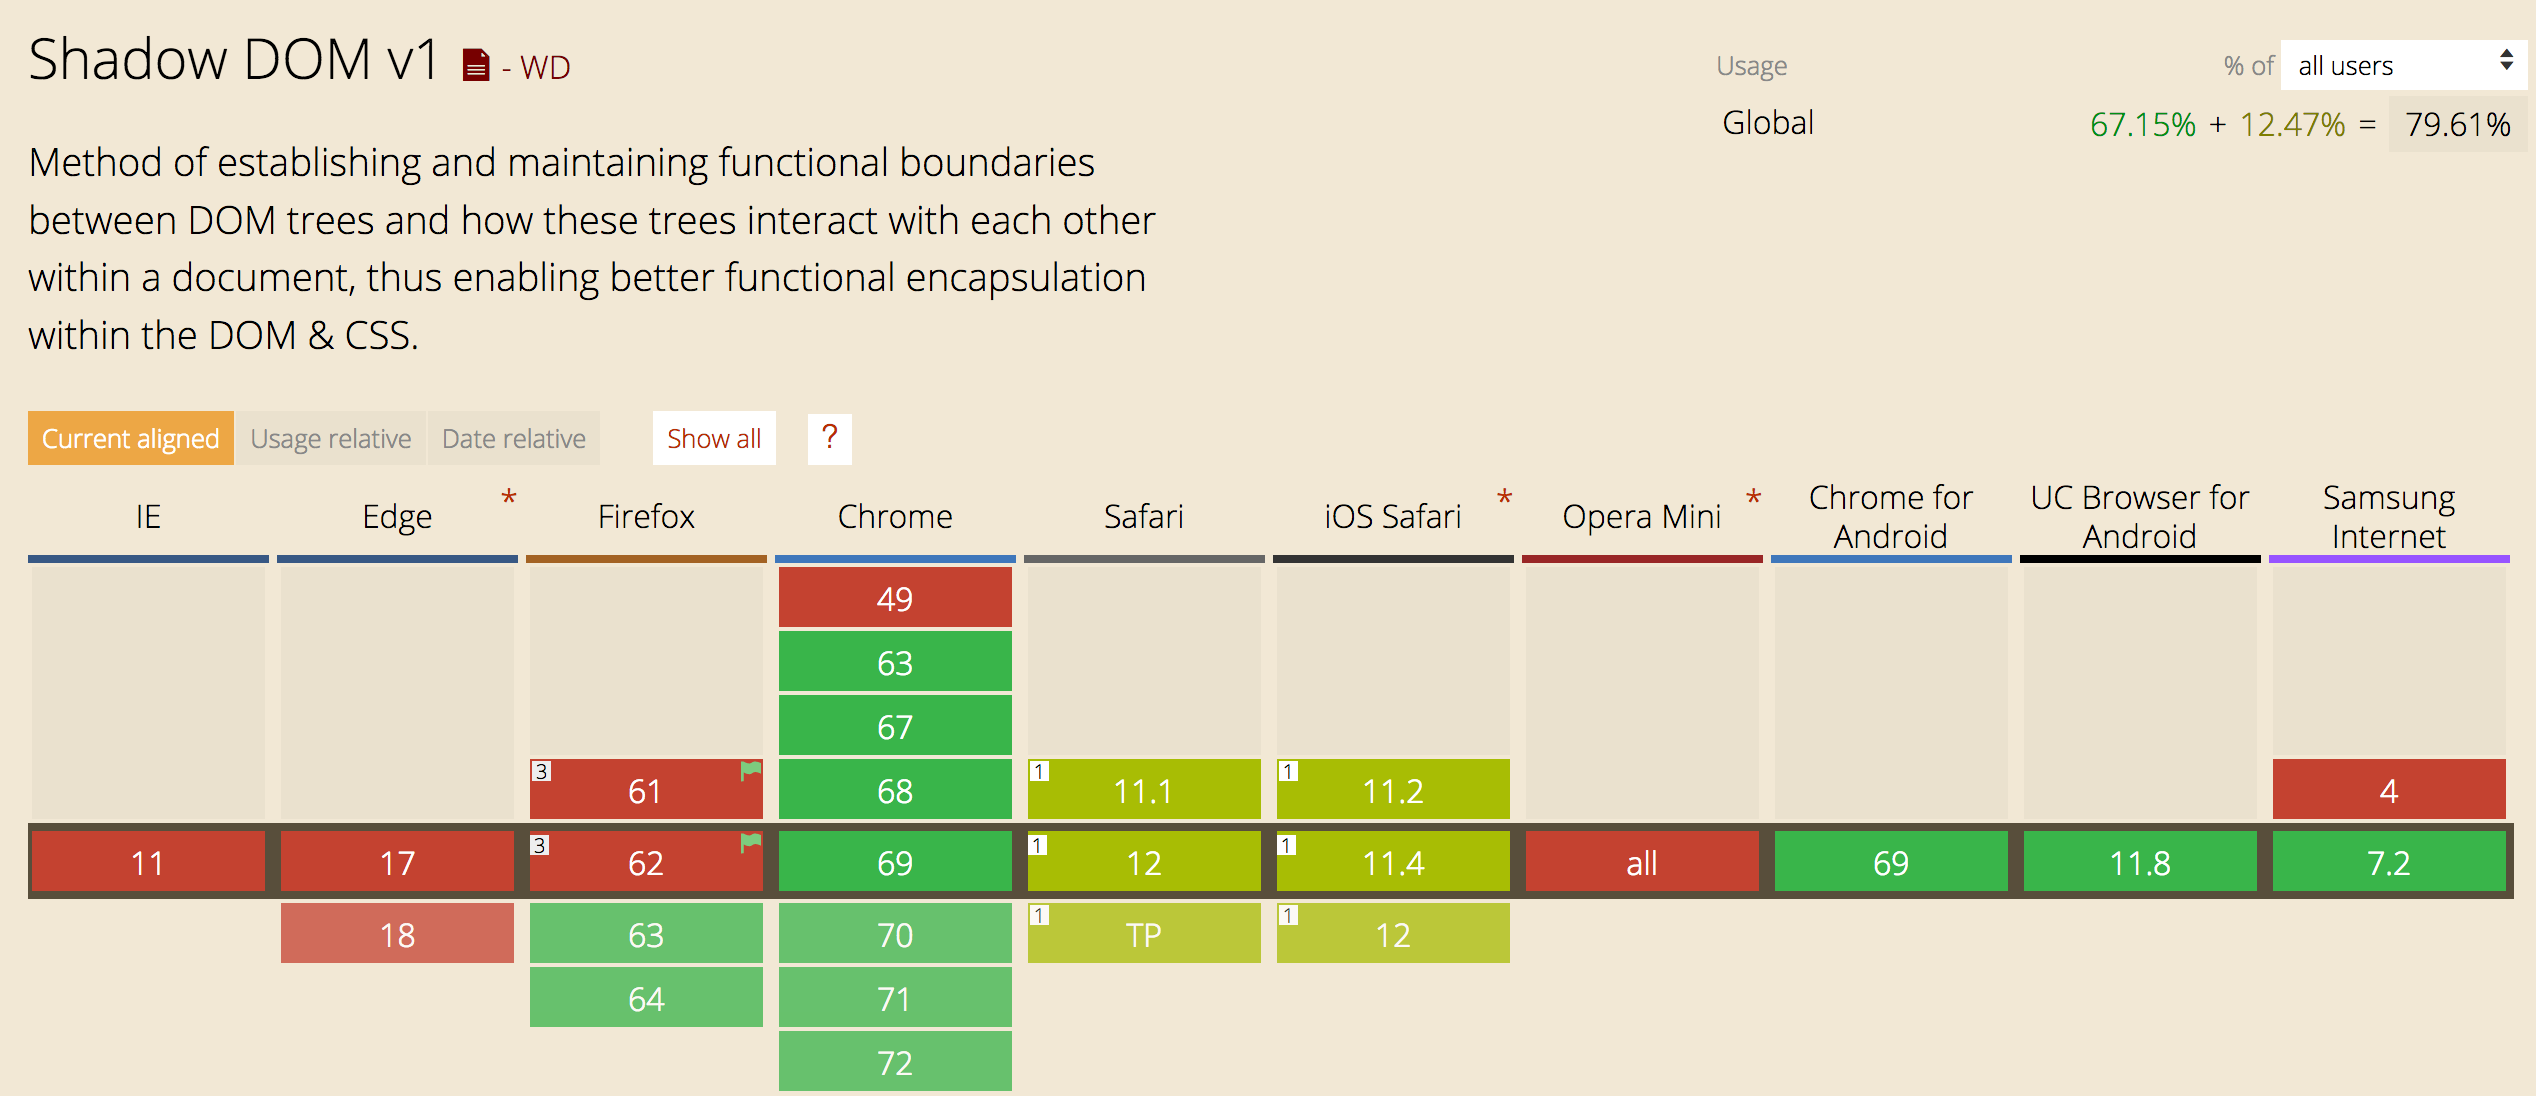 Shadow DOM v1 - WD
Usage % of all users
Global 67.15% + 12.47% = 79.61%
Method of establishing and maintaining functional boundaries
between DOM trees and how these trees interact with each other
within a document, thus enabling better functional encapsulation
within the DOM & CSS.
Current aligned Usage relative Date relative Show all ?
IE Edge * Firefox Chrome Safari iOS Safari * Opera Mini * Chrome for Android UC Browser for Android Samsung Internet
49
63
67
3 61 68 1 11.1 1 11.2 4
11 17 3 62 69 1 12 1 11.4 all 69 11.8 7.2
18 63 70 1 TP 1 12
64 71
72